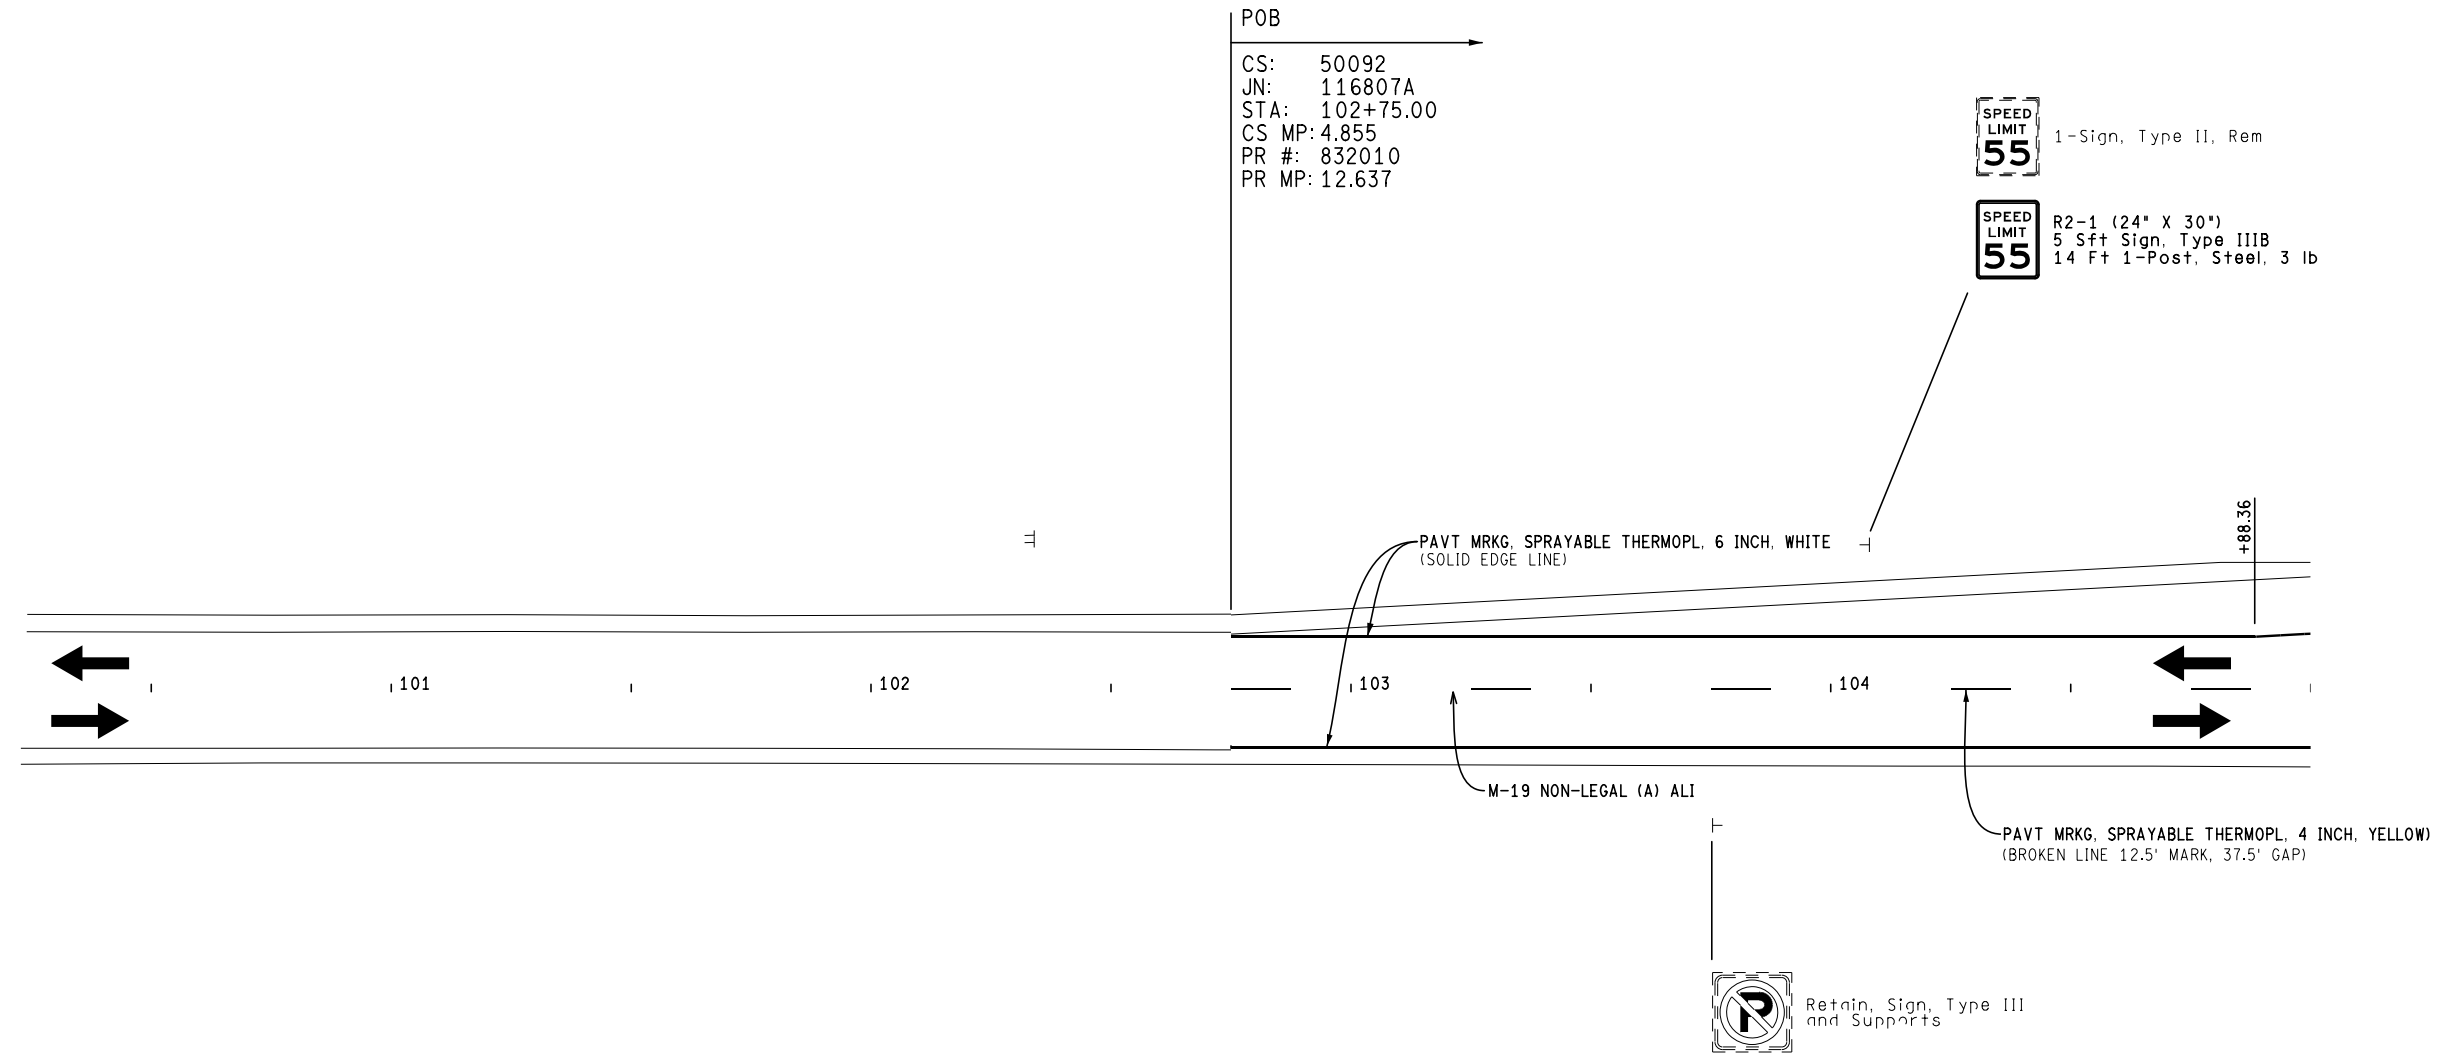 POB
CS: 50092
JN: 116807A
STA: 102+75.00
CS MP: 4.855
PR #: 832010
PR MP: 12.637
SPEED
LIMIT
55
1-Sign, Type II, Rem
SPEED
LIMIT
55
R2-1 (24" X 30")
5 Sft Sign, Type IIIB
14 Ft 1-Post, Steel, 3 lb
+88.36
PAVT MRKG, SPRAYABLE THERMOPL, 6 INCH, WHITE
(SOLID EDGE LINE)
101
102
103
104
M-19 NON-LEGAL (A) ALI
PAVT MRKG, SPRAYABLE THERMOPL, 4 INCH, YELLOW)
(BROKEN LINE 12.5' MARK, 37.5' GAP)
P
Retain, Sign, Type III
and Supports